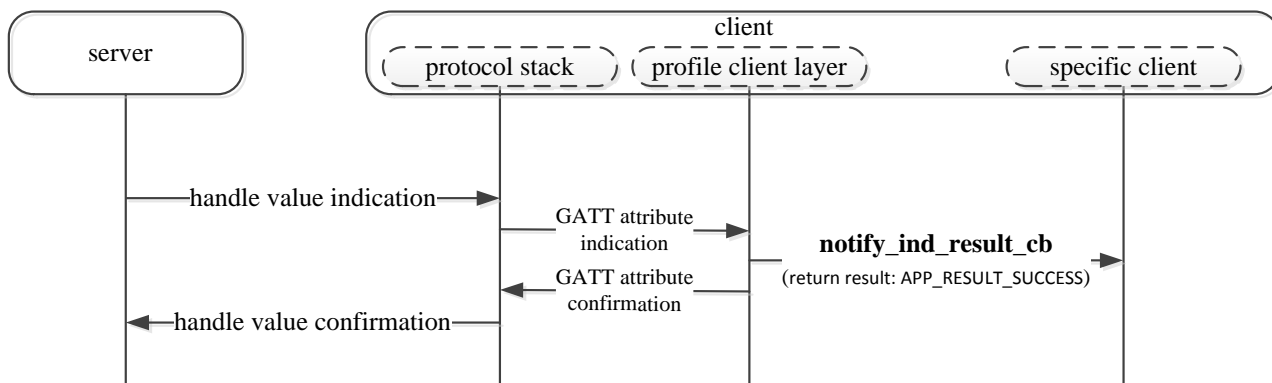 client
server
protocol stack
profile client layer
specific client
handle value indication
GATT attribute
indication
notify_ind_result_cb
(return result: APP_RESULT_SUCCESS)
GATT attribute
confirmation
handle value confirmation